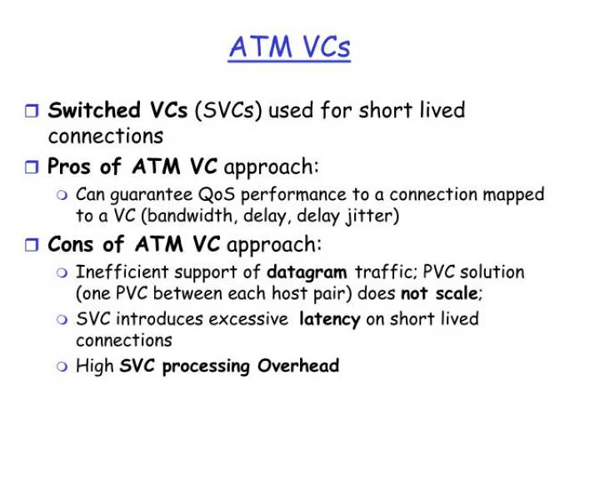 ATM VCs
Switched VCs (SVCs) used for short lived
connections
Pros of ATM VC approach:
Can guarantee QoS performance to a connection mapped
to a VC (bandwidth, delay, delay jitter)
Cons of ATM VC approach:
Inefficient support of datagram traffic; PVC solution
(one PVC between each host pair) does not scale;
SVC introduces excessive latency on short lived
connections
High SVC processing Overhead